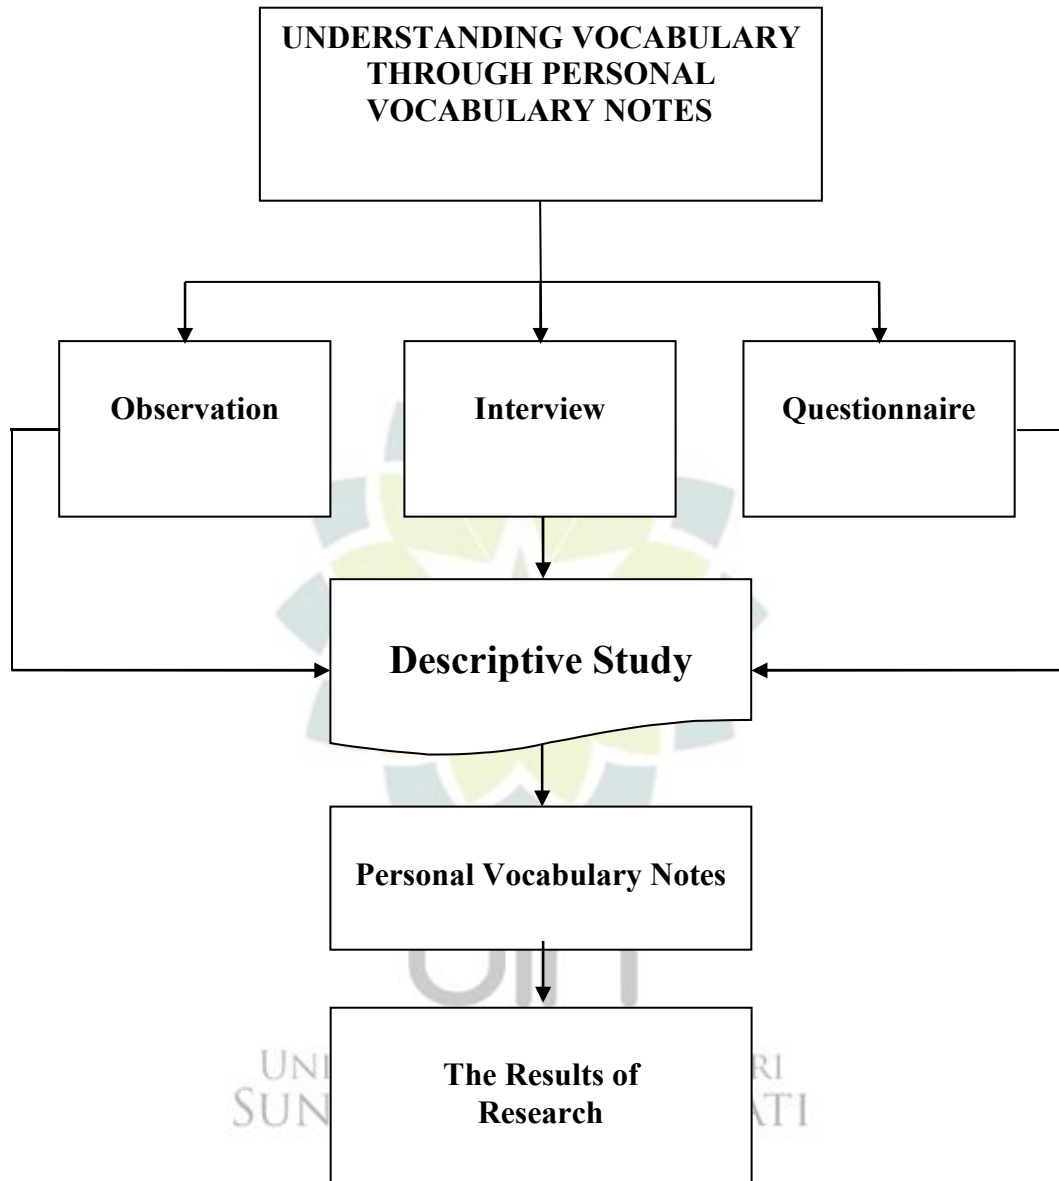 UNDERSTANDING VOCABULARY
THROUGH PERSONAL
VOCABULARY NOTES
Observation
Interview
Questionnaire
Descriptive Study
Personal Vocabulary Notes
The Results of
Research